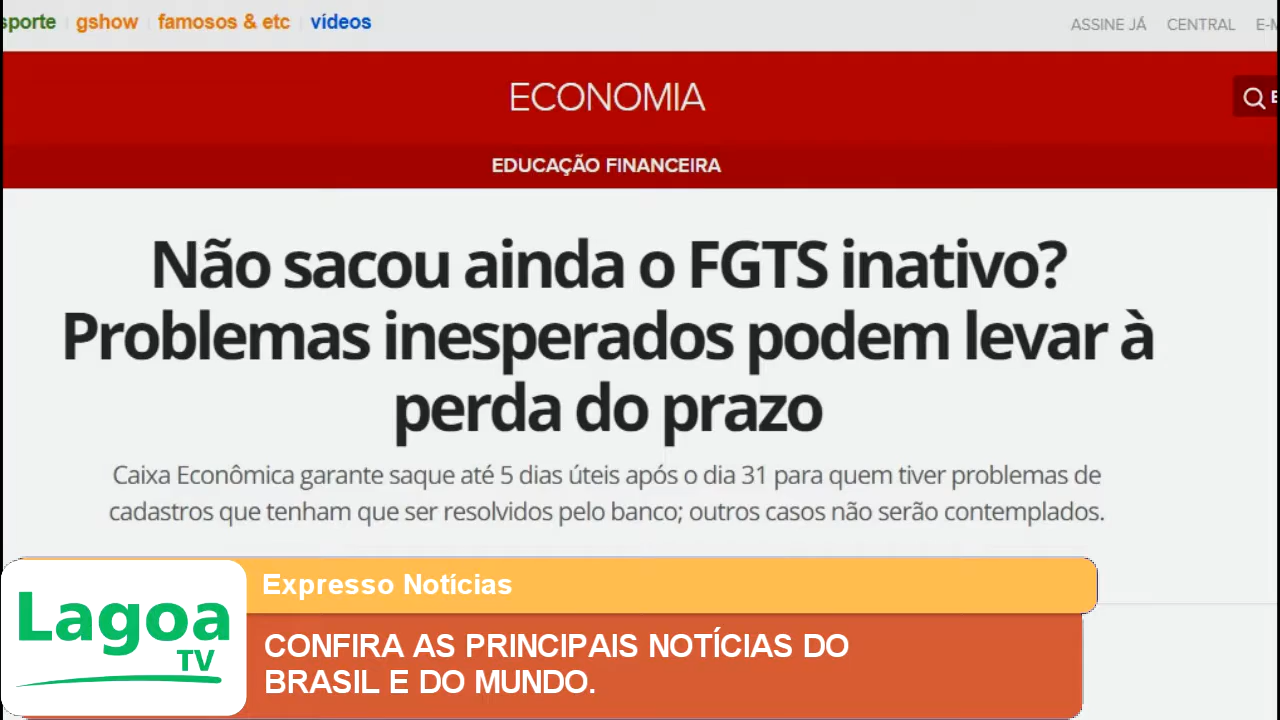 sporte gshow famosos & etc vídeos ASSINE JÁ CENTRAL
ECONOMIA
EDUCAÇÃO FINANCEIRA
Não sacou ainda o FGTS inativo?
Problemas inesperados podem levar à
perda do prazo
Caixa Econômica garante saque até 5 dias úteis após o dia 31 para quem tiver problemas de
cadastros que tenham que ser resolvidos pelo banco; outros casos não serão contemplados.
Expresso Notícias
Lagoa
TV
CONFIRA AS PRINCIPAIS NOTÍCIAS DO
BRASIL E DO MUNDO.